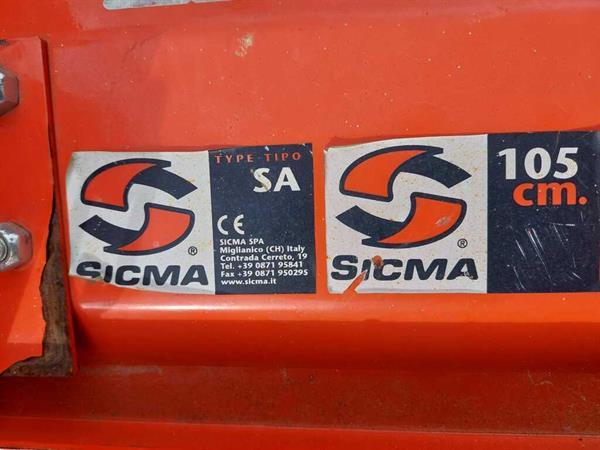 TYPE-TIPO
SA
CE
SICMA SPA
Miglianico (CH) Italy
Contrada Cerreto, 19
Tel. +39 0871 95841
Fax +39 0871 950295
www.sicma.it
®
SICMA
105
cm.
®
SICMA